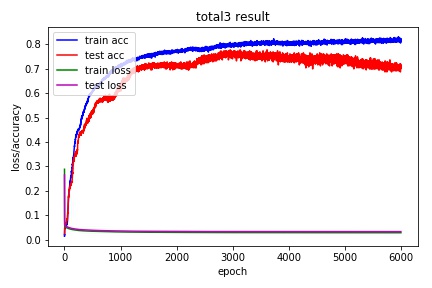 total3 result
train acc
test acc
train loss
test loss
loss/accuracy
0.8
0.7
0.6
0.5
0.4
0.3
0.2
0.1
0.0
0 1000 2000 3000 4000 5000 6000
epoch